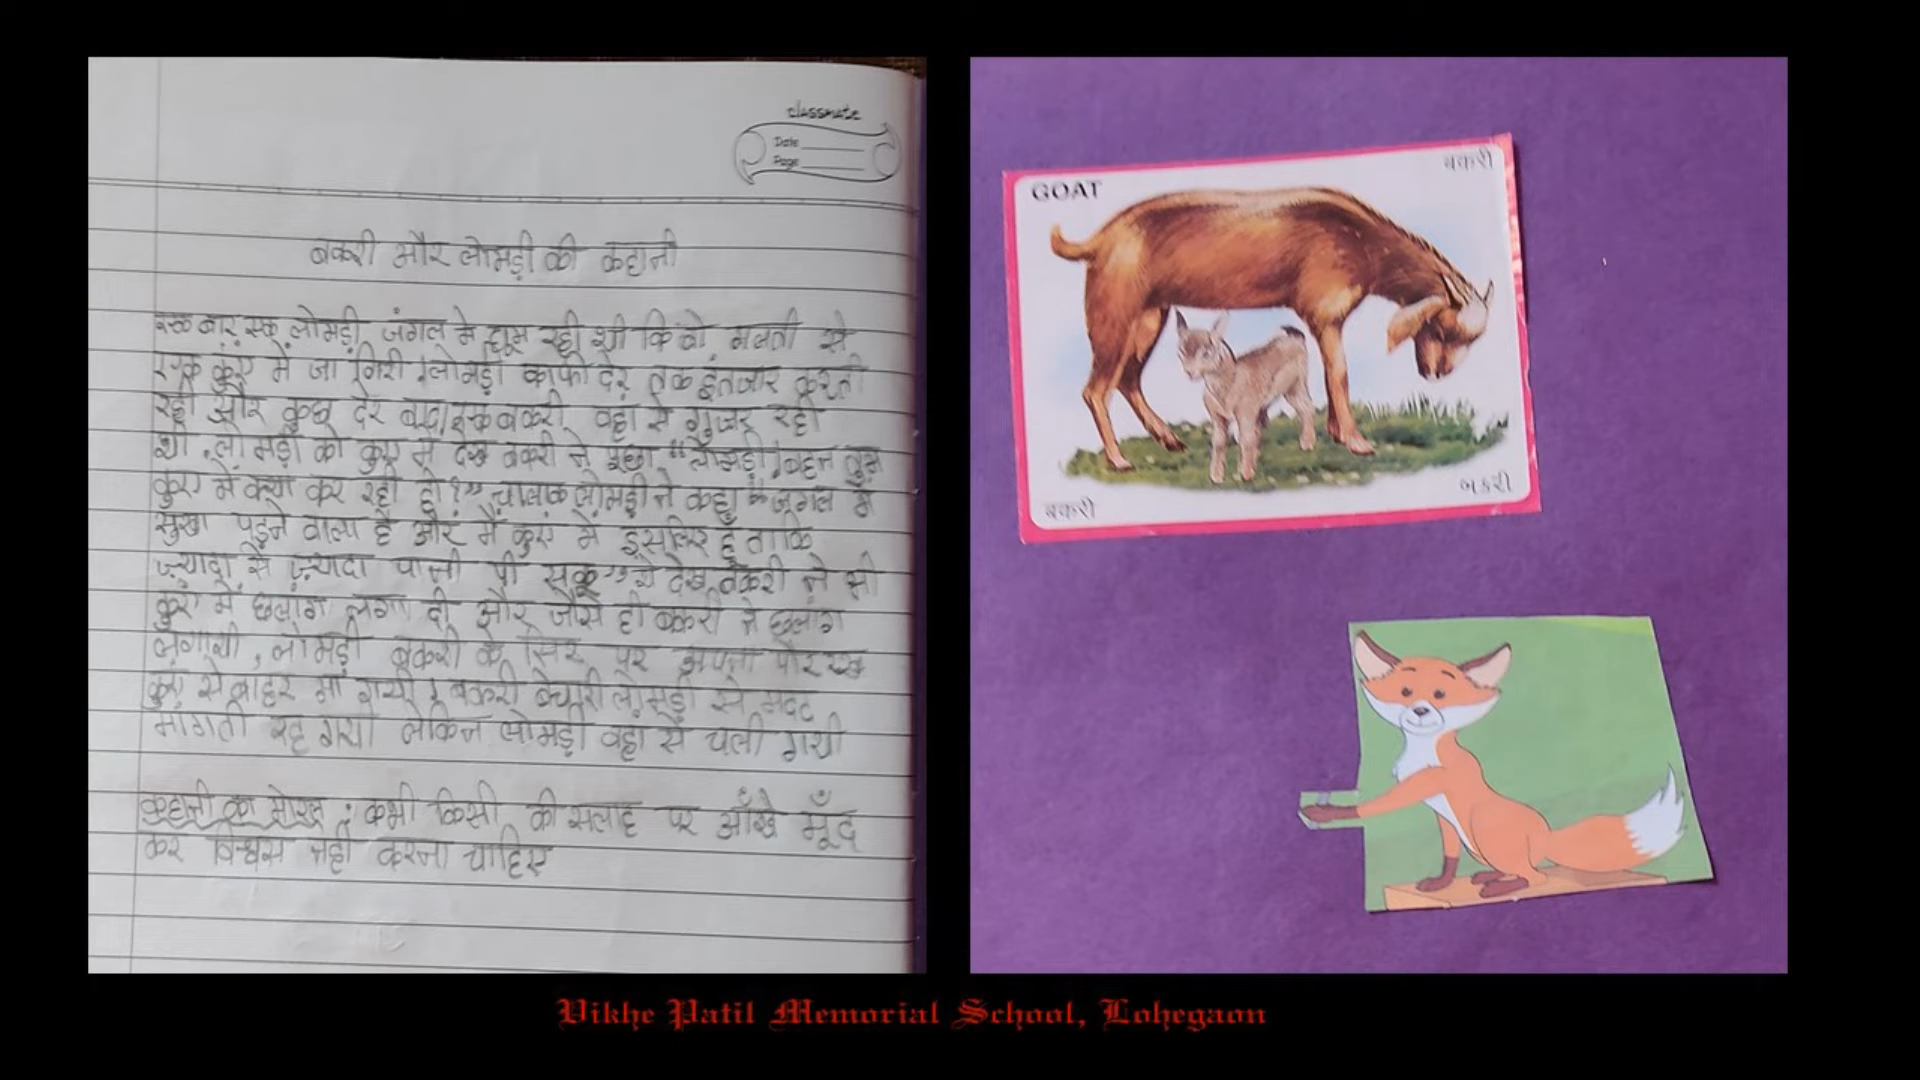 classmate
Date
Page
बकरी और लोमड़ी की कहानी
एक बार एक लोमड़ी जंगल मे घूम रही थी कि वो गलती से
एक कुंए में जा गिरी । लोमड़ी काफी देर तक इंतजार करती
रही और कुछ देर बाद एक बकरी वहा से गुजर रही
थी . लोमड़ी को कुए में देख बकरी ने पूछा "लोमड़ी बहन तुम
कुए में क्या कर रही हो?" चालाक लोमड़ी ने कहा "जंगल में
सुखा पड़ने वाला है और मैं कुए मे इसलिए हूँ ताकि
ज़्यादा से ज़्यादा पानी पी सकू" ये देख बकरी ने भी
कुए में छलांग लगा दी और जैसे ही बकरी ने छलांग
लगायी , लोमड़ी बकरी के सिर पर अपना पैर रख
कुए से बाहर आ गयी । बकरी बेचारी लोमड़ी से मदद
मांगती रह गयी लेकिन लोमड़ी वहा से चली गयी
कहानी का मोरल : कभी किसी की सलाह पर आँखे मूँद
कर विश्वास नही करना चाहिए
GOAT
बकरी
बकरी
બકરી
Vikhe Patil Memorial School, Lohegaon